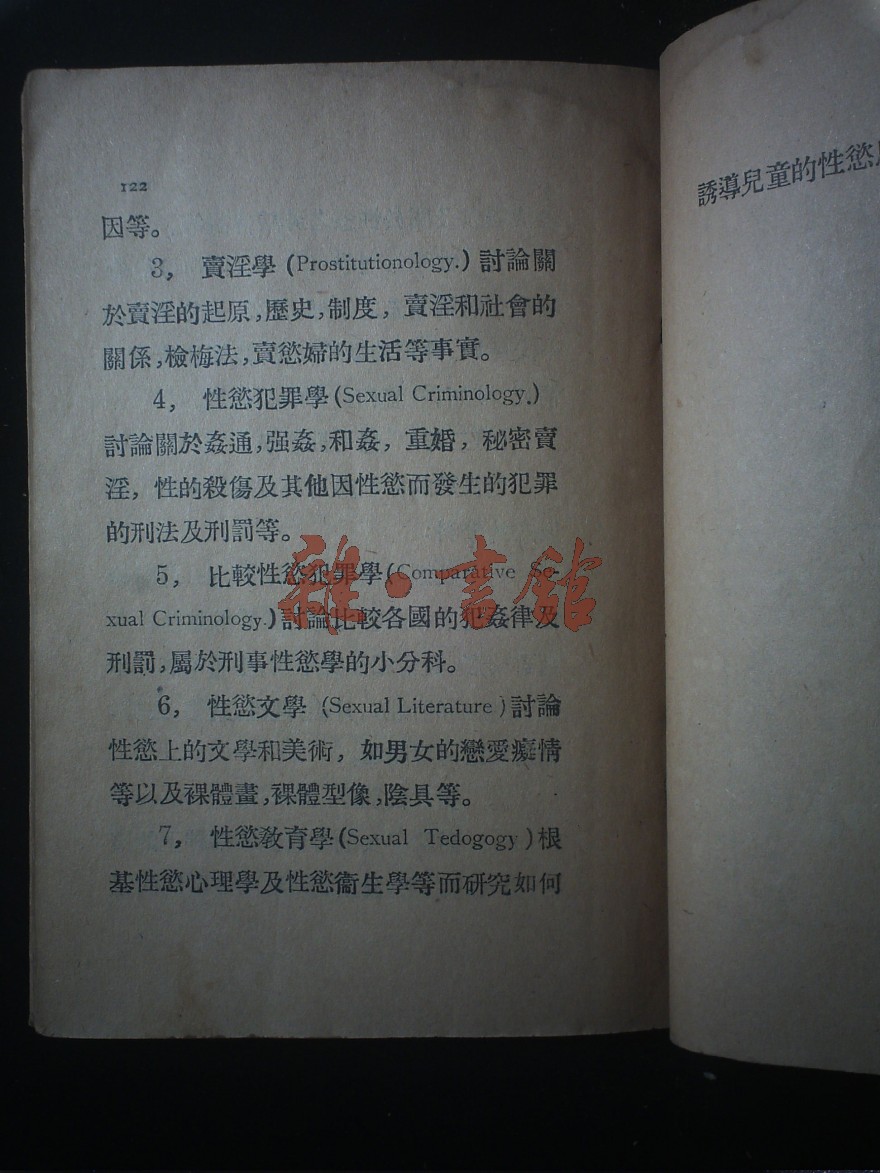 122
因等。
3, 賣淫學 (Prostitutionology.) 討論關
於賣淫的起原,歷史,制度, 賣淫和社會的
關係,檢梅法,賣慾婦的生活等事實。
4, 性慾犯罪學(Sexual Criminology.)
討論關於姦通,强姦,和姦, 重婚, 秘密賣
淫, 性的殺傷及其他因性慾而發生的犯罪
的刑法及刑罰等。
5, 比較性慾犯罪學(Comparative Se-
xual Criminology.)討論比較各國的犯姦律及
刑罰,屬於刑事性慾學的小分科。
6, 性慾文學 (Sexual Literature)討論
性慾上的文學和美術, 如男女的戀愛癡情
等以及裸體畫,裸體型像,陰具等。
7, 性慾敎育學(Sexual Tedogogy)根
基性慾心理學及性慾衞生學等而研究如何
誘導兒童的性慾
雜·書館